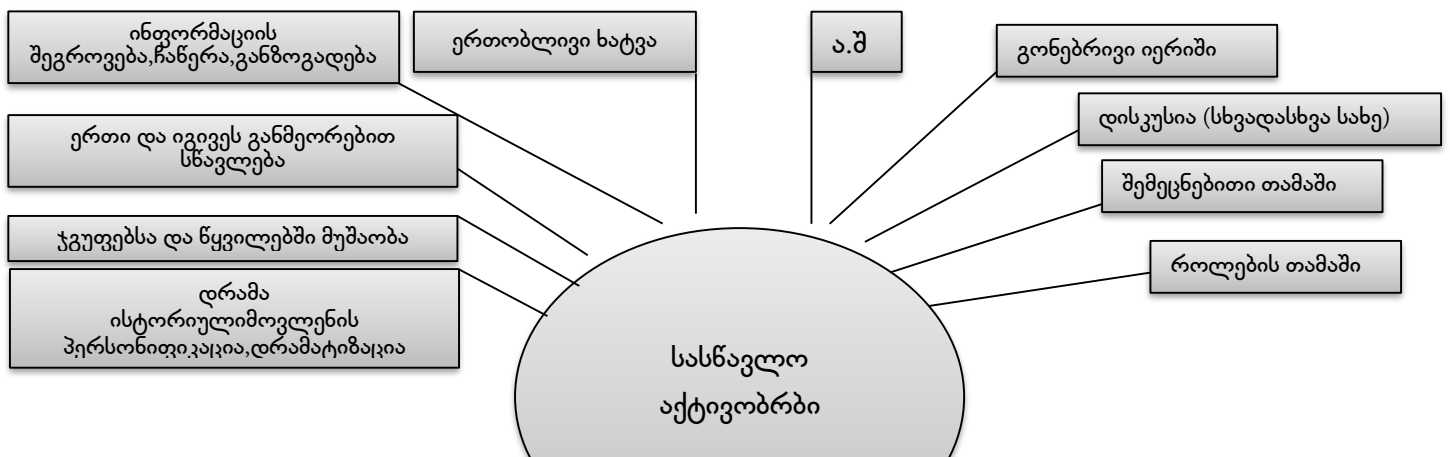 ინფორმაციის
შეგროვება,ჩაწერა,განზოგადება
ერთობლივი ხატვა
ა.შ
გონებრივი იერიში
დისკუსია (სხვადასხვა სახე)
ერთი და იგივეს განმეორებით
სწავლება
შემეცნებითი თამაში
ჯგუფებსა და წყვილებში მუშაობა
როლების თამაში
დრამა
ისტორიულიმოვლენის
პერსონიფიკაცია,დრამატიზაცია
სასწავლო
აქტივობრბი